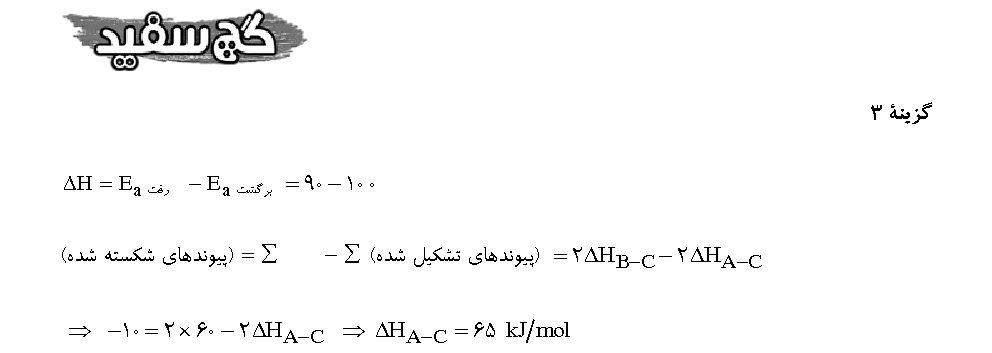 گچ سفید
گزینهٔ ۳
ΔH = Ea رفت − Ea برگشت = ۹۰ − ۱۰۰
(پیوندهای شکسته شده) = ∑ − ∑ (پیوندهای تشکیل شده) = ۲ΔHB−C − ۲ΔHA−C
⇒ −۱۰ = ۲ × ۶۰ − ۲ΔHA−C ⇒ ΔHA−C = ۶۵ kJ/mol